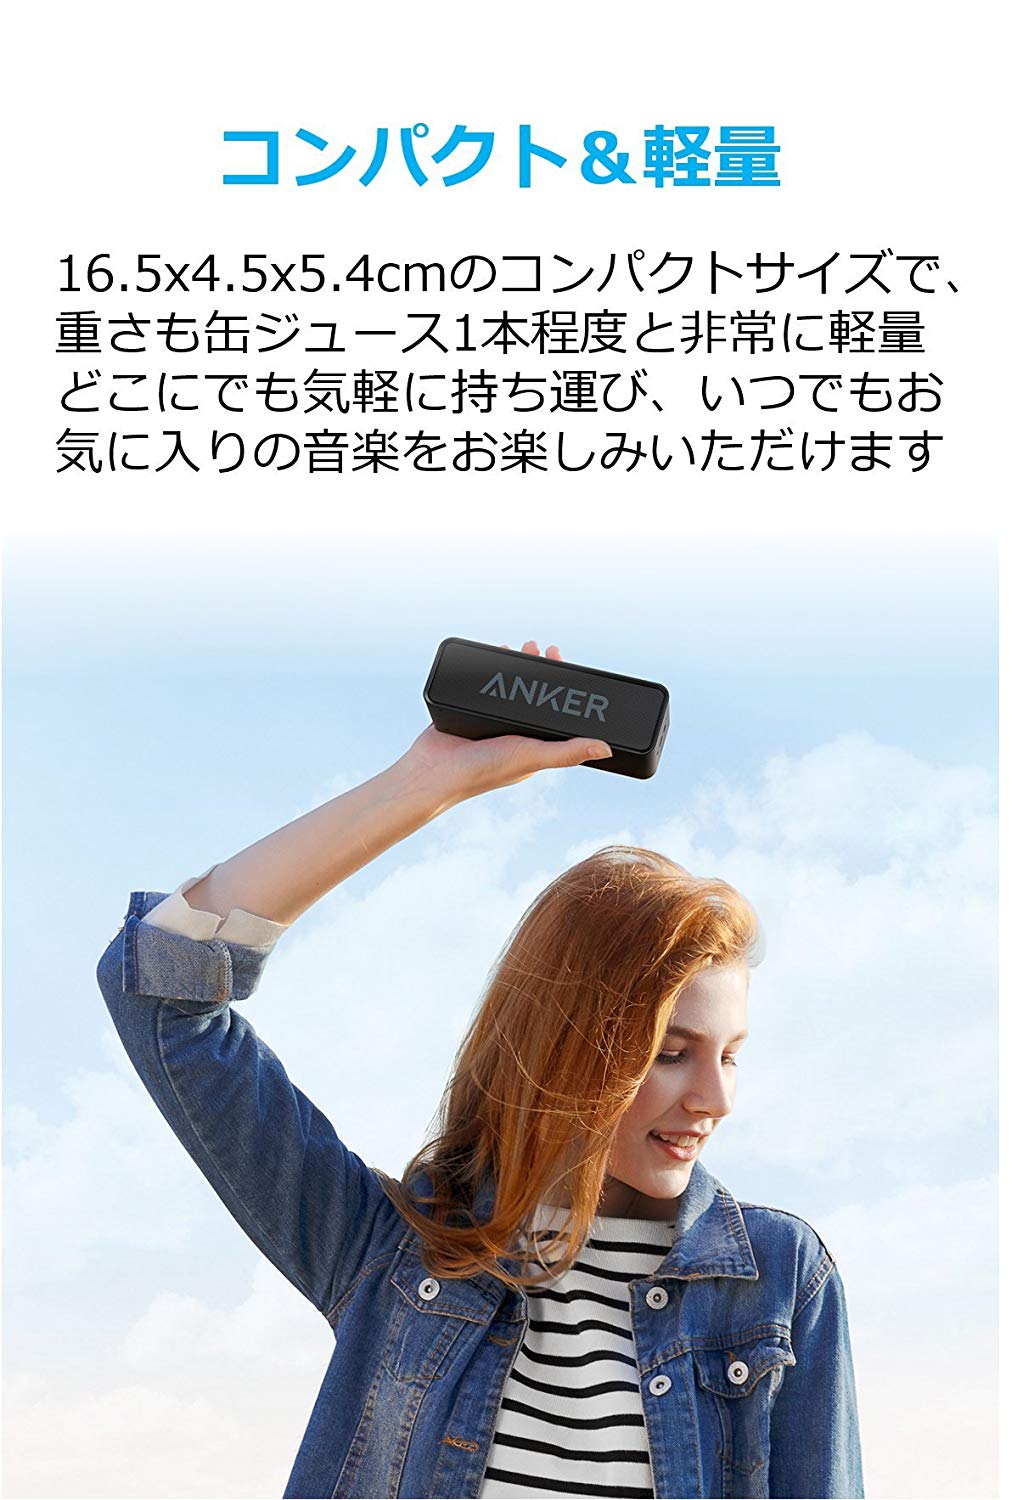 コンパクト＆軽量
16.5x4.5x5.4cmのコンパクトサイズで、
重さも缶ジュース1本程度と非常に軽量
どこにでも気軽に持ち運び、いつでもお
気に入りの音楽をお楽しみいただけます
ANKER